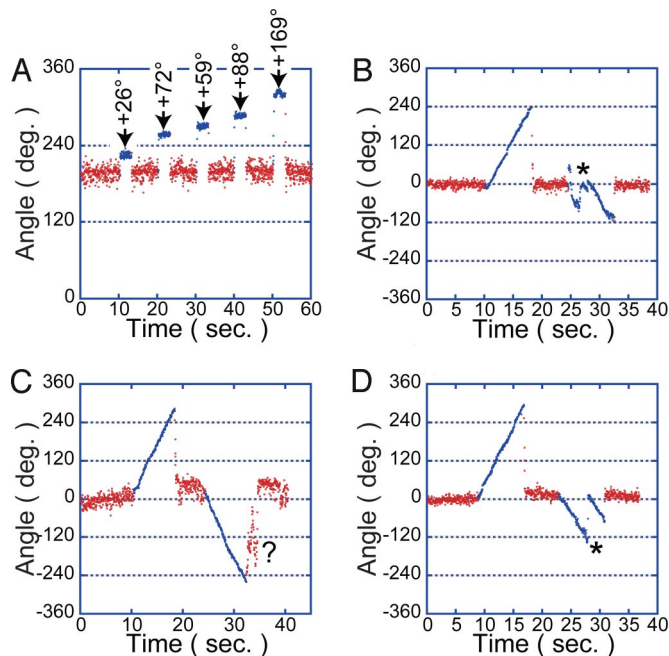 A
+26°
+72°
+59°
+88°
+169°
360
240
120
0
Angle ( deg. )
0 10 20 30 40 50 60
Time ( sec. )
B
360
240
120
0
-120
-240
-360
Angle ( deg. )
*
0 5 10 15 20 25 30 35 40
Time ( sec. )
C
360
240
120
0
-120
-240
-360
Angle ( deg. )
?
0 10 20 30 40
Time ( sec. )
D
360
240
120
0
-120
-240
-360
Angle ( deg. )
*
0 5 10 15 20 25 30 35 40
Time ( sec. )